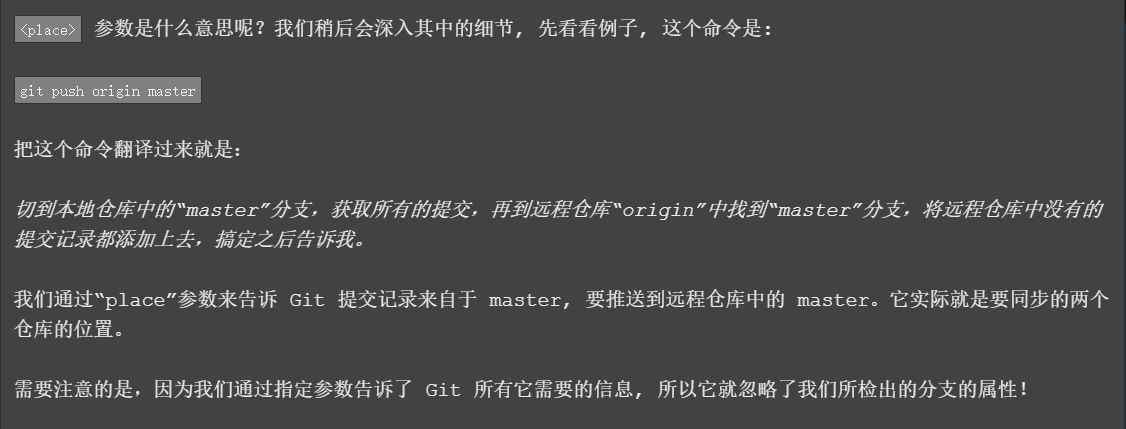 <place> 参数是什么意思呢？我们稍后会深入其中的细节, 先看看例子, 这个命令是:
git push origin master
把这个命令翻译过来就是:
切到本地仓库中的“master”分支，获取所有的提交，再到远程仓库“origin”中找到“master”分支，将远程仓库中没有的
提交记录都添加上去，搞定之后告诉我。
我们通过“place”参数来告诉 Git 提交记录来自于 master, 要推送到远程仓库中的 master。它实际就是要同步的两个
仓库的位置。
需要注意的是，因为我们通过指定参数告诉了 Git 所有它需要的信息, 所以它就忽略了我们所检出的分支的属性！